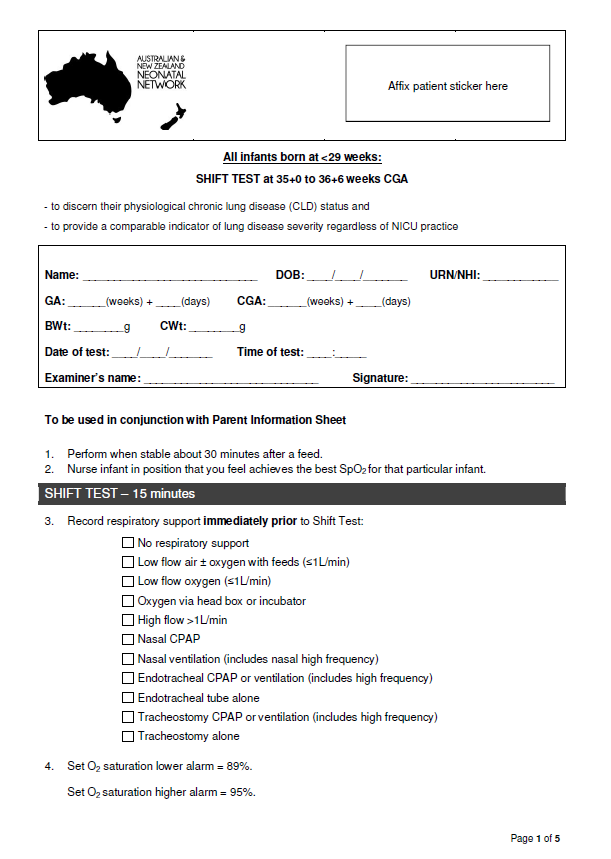 AUSTRALIAN &
NEW ZEALAND
NEONATAL
NETWORK
Affix patient sticker here
All infants born at <29 weeks:
SHIFT TEST at 35+0 to 36+6 weeks CGA
- to discern their physiological chronic lung disease (CLD) status and
- to provide a comparable indicator of lung disease severity regardless of NICU practice
Name: ____________________________ DOB: ____/____/_______ URN/NHI: ____________
GA: ______(weeks) + ____(days) CGA: ______(weeks) + ____(days)
BWt: ________g CWt: ________g
Date of test: ____/____/_______ Time of test: ____:_____
Examiner's name: ____________________________ Signature: _______________________
To be used in conjunction with Parent Information Sheet
1. Perform when stable about 30 minutes after a feed.
2. Nurse infant in position that you feel achieves the best SpO2 for that particular infant.
SHIFT TEST – 15 minutes
3. Record respiratory support immediately prior to Shift Test:
☐ No respiratory support
☐ Low flow air ± oxygen with feeds (≤1L/min)
☐ Low flow oxygen (≤1L/min)
☐ Oxygen via head box or incubator
☐ High flow >1L/min
☐ Nasal CPAP
☐ Nasal ventilation (includes nasal high frequency)
☐ Endotracheal CPAP or ventilation (includes high frequency)
☐ Endotracheal tube alone
☐ Tracheostomy CPAP or ventilation (includes high frequency)
☐ Tracheostomy alone
4. Set O2 saturation lower alarm = 89%.
Set O2 saturation higher alarm = 95%.
Page 1 of 5